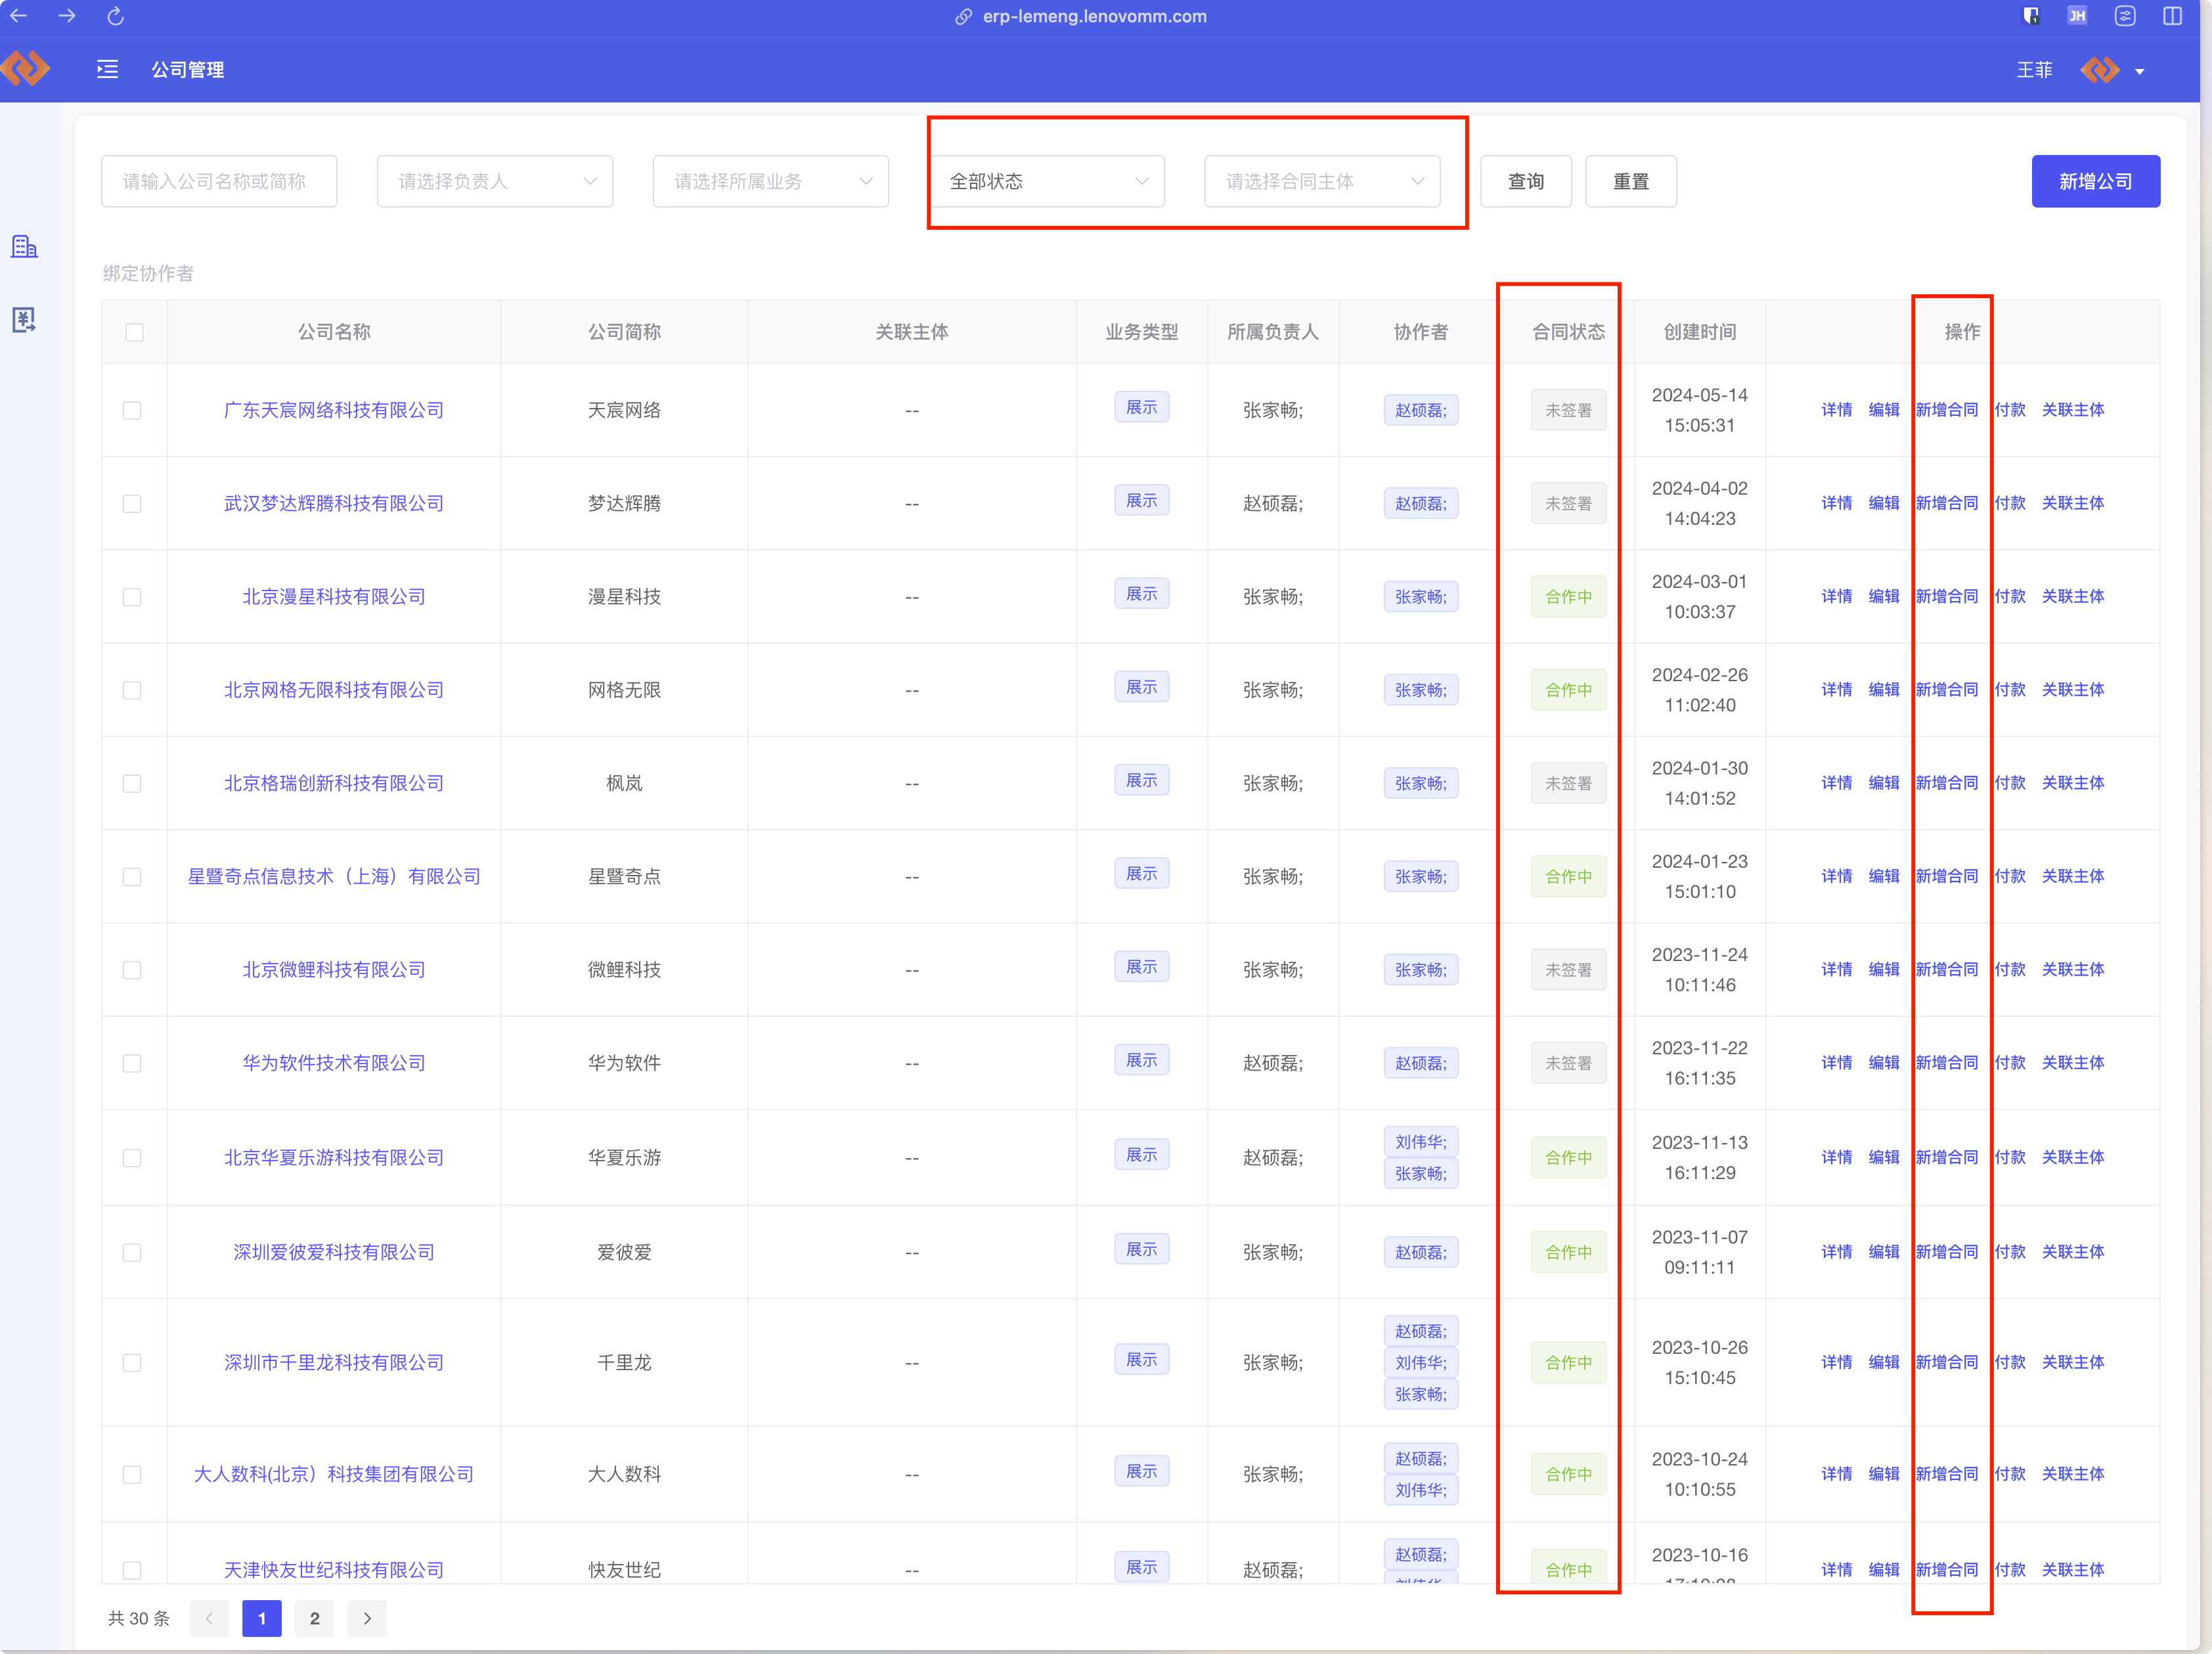 erp-lemeng.lenovomm.com
JH
公司管理
王菲
请输入公司名称或简称 请选择负责人 请选择所属业务 全部状态 请选择合同主体 查询 重置 新增公司
绑定协作者
公司名称 公司简称 关联主体 业务类型 所属负责人 协作者 合同状态 创建时间 操作
广东天宸网络科技有限公司 天宸网络 -- 展示 张家畅; 赵硕磊; 未签署 2024-05-14 15:05:31 详情 编辑 新增合同 付款 关联主体
武汉梦达辉腾科技有限公司 梦达辉腾 -- 展示 赵硕磊; 赵硕磊; 未签署 2024-04-02 14:04:23 详情 编辑 新增合同 付款 关联主体
北京漫星科技有限公司 漫星科技 -- 展示 张家畅; 张家畅; 合作中 2024-03-01 10:03:37 详情 编辑 新增合同 付款 关联主体
北京网格无限科技有限公司 网格无限 -- 展示 张家畅; 张家畅; 合作中 2024-02-26 11:02:40 详情 编辑 新增合同 付款 关联主体
北京格瑞创新科技有限公司 枫岚 -- 展示 张家畅; 张家畅; 未签署 2024-01-30 14:01:52 详情 编辑 新增合同 付款 关联主体
星暨奇点信息技术（上海）有限公司 星暨奇点 -- 展示 张家畅; 张家畅; 合作中 2024-01-23 15:01:10 详情 编辑 新增合同 付款 关联主体
北京微鲤科技有限公司 微鲤科技 -- 展示 张家畅; 张家畅; 未签署 2023-11-24 10:11:46 详情 编辑 新增合同 付款 关联主体
华为软件技术有限公司 华为软件 -- 展示 赵硕磊; 赵硕磊; 未签署 2023-11-22 16:11:35 详情 编辑 新增合同 付款 关联主体
北京华夏乐游科技有限公司 华夏乐游 -- 展示 赵硕磊; 刘伟华; 张家畅; 合作中 2023-11-13 16:11:29 详情 编辑 新增合同 付款 关联主体
深圳爱彼爱科技有限公司 爱彼爱 -- 展示 张家畅; 赵硕磊; 合作中 2023-11-07 09:11:11 详情 编辑 新增合同 付款 关联主体
深圳市千里龙科技有限公司 千里龙 -- 展示 张家畅; 赵硕磊; 刘伟华; 张家畅; 合作中 2023-10-26 15:10:45 详情 编辑 新增合同 付款 关联主体
大人数科(北京）科技集团有限公司 大人数科 -- 展示 张家畅; 赵硕磊; 刘伟华; 合作中 2023-10-24 10:10:55 详情 编辑 新增合同 付款 关联主体
天津快友世纪科技有限公司 快友世纪 -- 展示 赵硕磊; 赵硕磊; 合作中 2023-10-16 详情 编辑 新增合同 付款 关联主体
共 30 条 1 2